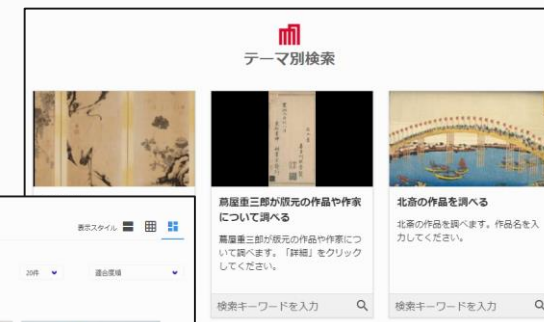 テーマ別検索
蔦屋重三郎が版元の作品や作家
について調べる
蔦屋重三郎が版元の作品や作家につ
いて調べます。「詳細」をクリック
してください。
検索キーワードを入力
北斎の作品を調べる
北斎の作品を調べます。作品名を入
力してください。
検索キーワードを入力
表示スタイル
20件
適合度順